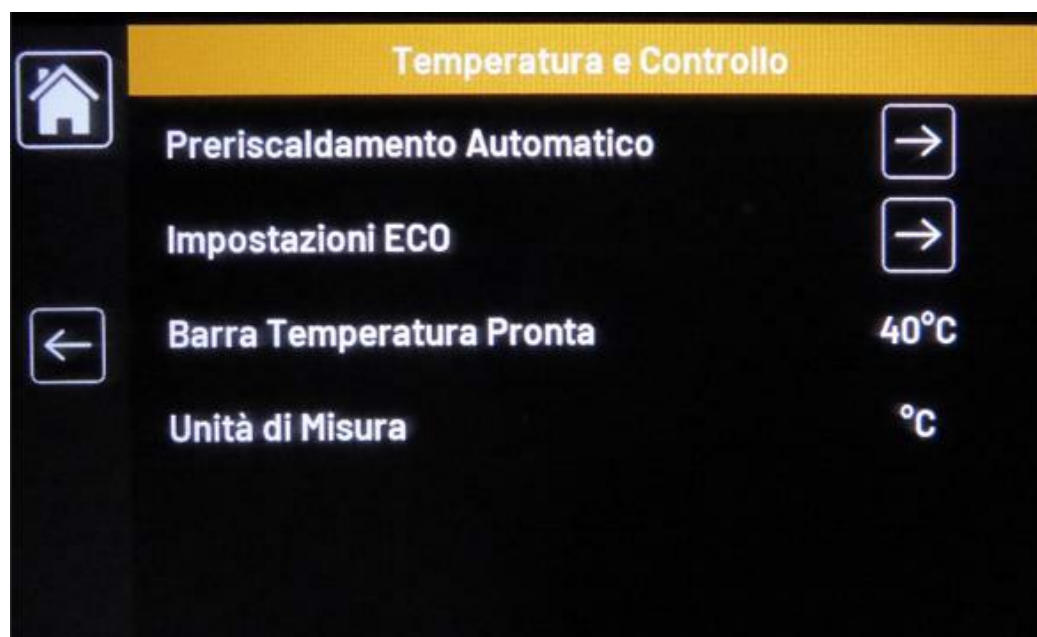 Temperatura e Controllo
Preriscaldamento Automatico
Impostazioni ECO
Barra Temperatura Pronta 40°C
Unità di Misura °C